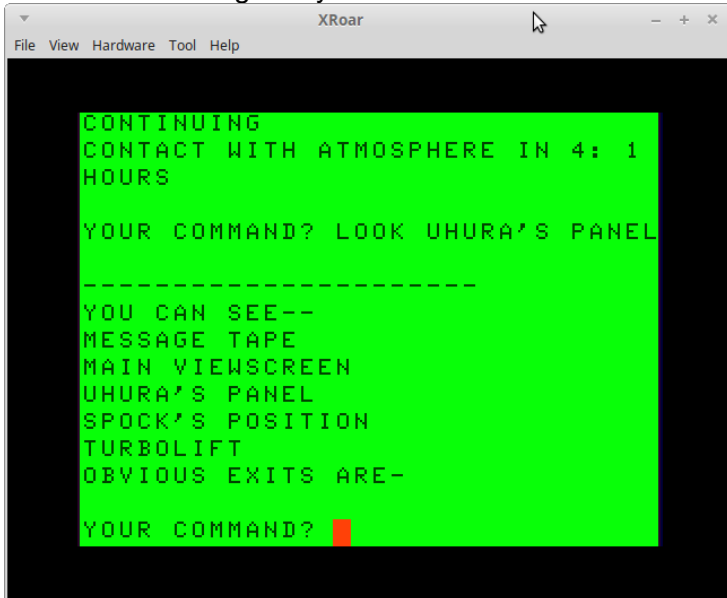 XRoar
File View Hardware Tool Help
CONTINUING
CONTACT WITH ATMOSPHERE IN 4: 1
HOURS
YOUR COMMAND? LOOK UHURA'S PANEL
-----------------------
YOU CAN SEE--
MESSAGE TAPE
MAIN VIEWSCREEN
UHURA'S PANEL
SPOCK'S POSITION
TURBOLIFT
OBVIOUS EXITS ARE-
YOUR COMMAND?